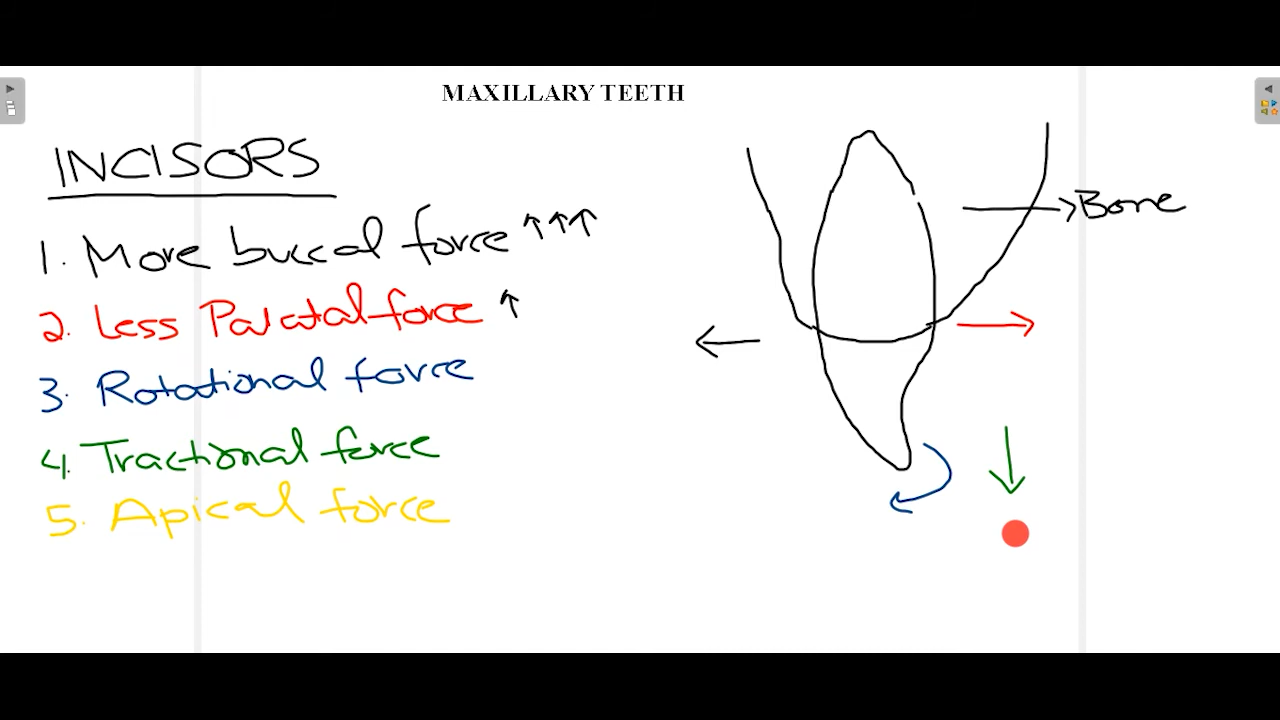 MAXILLARY TEETH
INCISORS
1. More buccal force ↑↑↑
2. Less Palatal force ↑
3. Rotational force
4. Tractional force
5. Apical force
→Bone